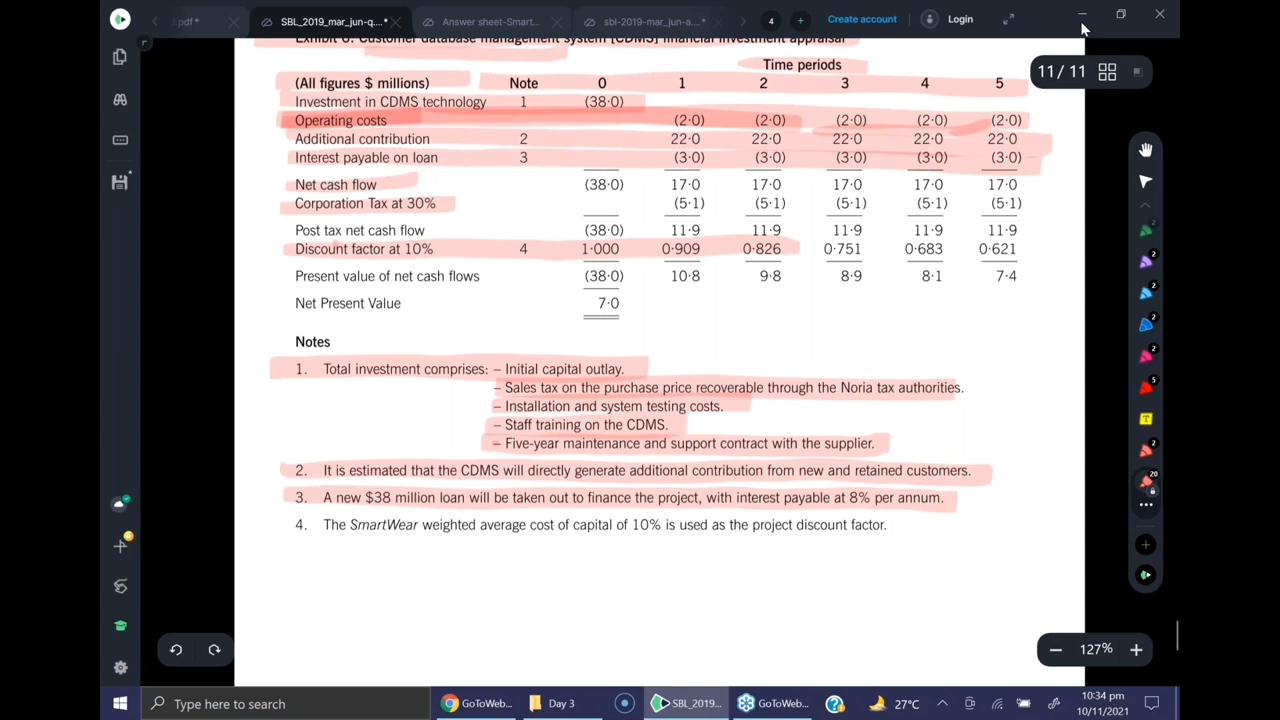 .pdf *
SBL_2019_mar_jun-q....*
Answer sheet-Smart...
sbl-2019-mar_jun-a....*
4
Create account
Login
Exhibit 6: Customer database management system [CDMS] financial investment appraisal
Time periods
11 / 11
(All figures $ millions) Note 0 1 2 3 4 5
Investment in CDMS technology 1 (38·0)
Operating costs (2·0) (2·0) (2·0) (2·0) (2·0)
Additional contribution 2 22·0 22·0 22·0 22·0 22·0
Interest payable on loan 3 (3·0) (3·0) (3·0) (3·0) (3·0)
Net cash flow (38·0) 17·0 17·0 17·0 17·0 17·0
Corporation Tax at 30% (5·1) (5·1) (5·1) (5·1) (5·1)
Post tax net cash flow (38·0) 11·9 11·9 11·9 11·9 11·9
Discount factor at 10% 4 1·000 0·909 0·826 0·751 0·683 0·621
Present value of net cash flows (38·0) 10·8 9·8 8·9 8·1 7·4
Net Present Value 7·0
Notes
1. Total investment comprises: – Initial capital outlay.
– Sales tax on the purchase price recoverable through the Noria tax authorities.
– Installation and system testing costs.
– Staff training on the CDMS.
– Five-year maintenance and support contract with the supplier.
2. It is estimated that the CDMS will directly generate additional contribution from new and retained customers.
3. A new $38 million loan will be taken out to finance the project, with interest payable at 8% per annum.
4. The SmartWear weighted average cost of capital of 10% is used as the project discount factor.
2
2
2
2
2
5
T
2
20
127%
Type here to search
GoToWeb...
Day 3
SBL_2019...
GoToWeb...
27°C
10:34 pm
10/11/2021